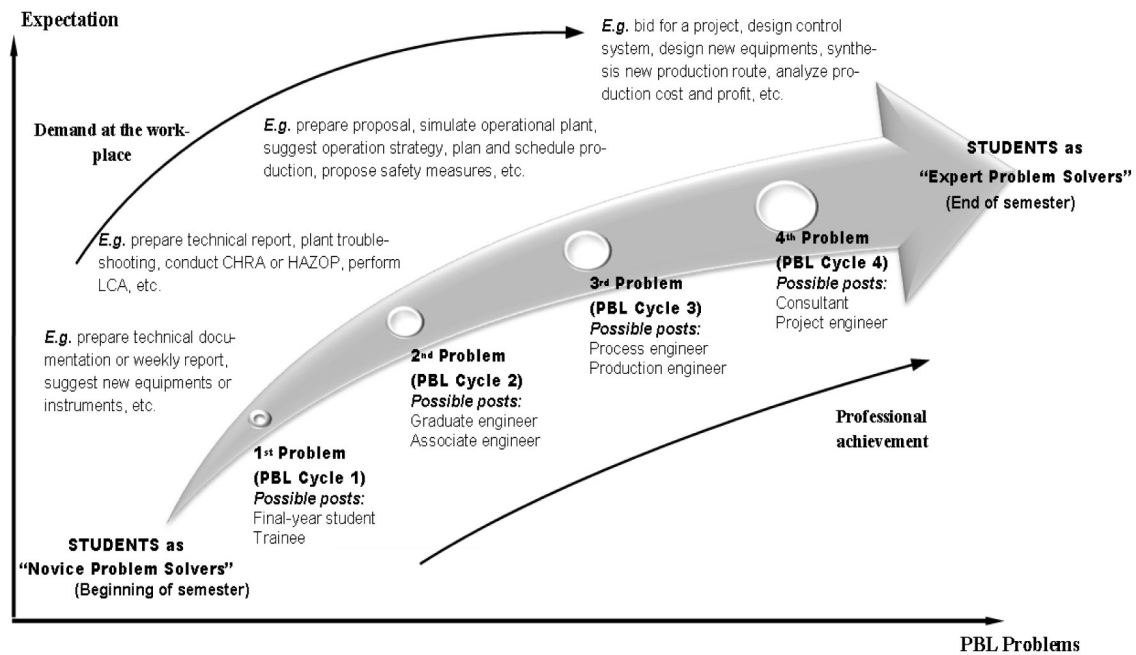 Expectation
E.g. bid for a project, design control
system, design new equipments, synthe-
sis new production route, analyze pro-
duction cost and profit, etc.
Demand at the work-
place
E.g. prepare proposal, simulate operational plant,
suggest operation strategy, plan and schedule pro-
duction, propose safety measures, etc.
STUDENTS as
“Expert Problem Solvers”
(End of semester)
E.g. prepare technical report, plant trouble-
shooting, conduct CHRA or HAZOP, perform
LCA, etc.
4th Problem
(PBL Cycle 4)
Possible posts:
Consultant
Project engineer
3rd Problem
(PBL Cycle 3)
Possible posts:
Process engineer
Production engineer
E.g. prepare technical docu-
mentation or weekly report,
suggest new equipments or
instruments, etc.
2nd Problem
(PBL Cycle 2)
Possible posts:
Graduate engineer
Associate engineer
Professional
achievement
1st Problem
(PBL Cycle 1)
Possible posts:
Final-year student
Trainee
STUDENTS as
“Novice Problem Solvers”
(Beginning of semester)
PBL Problems